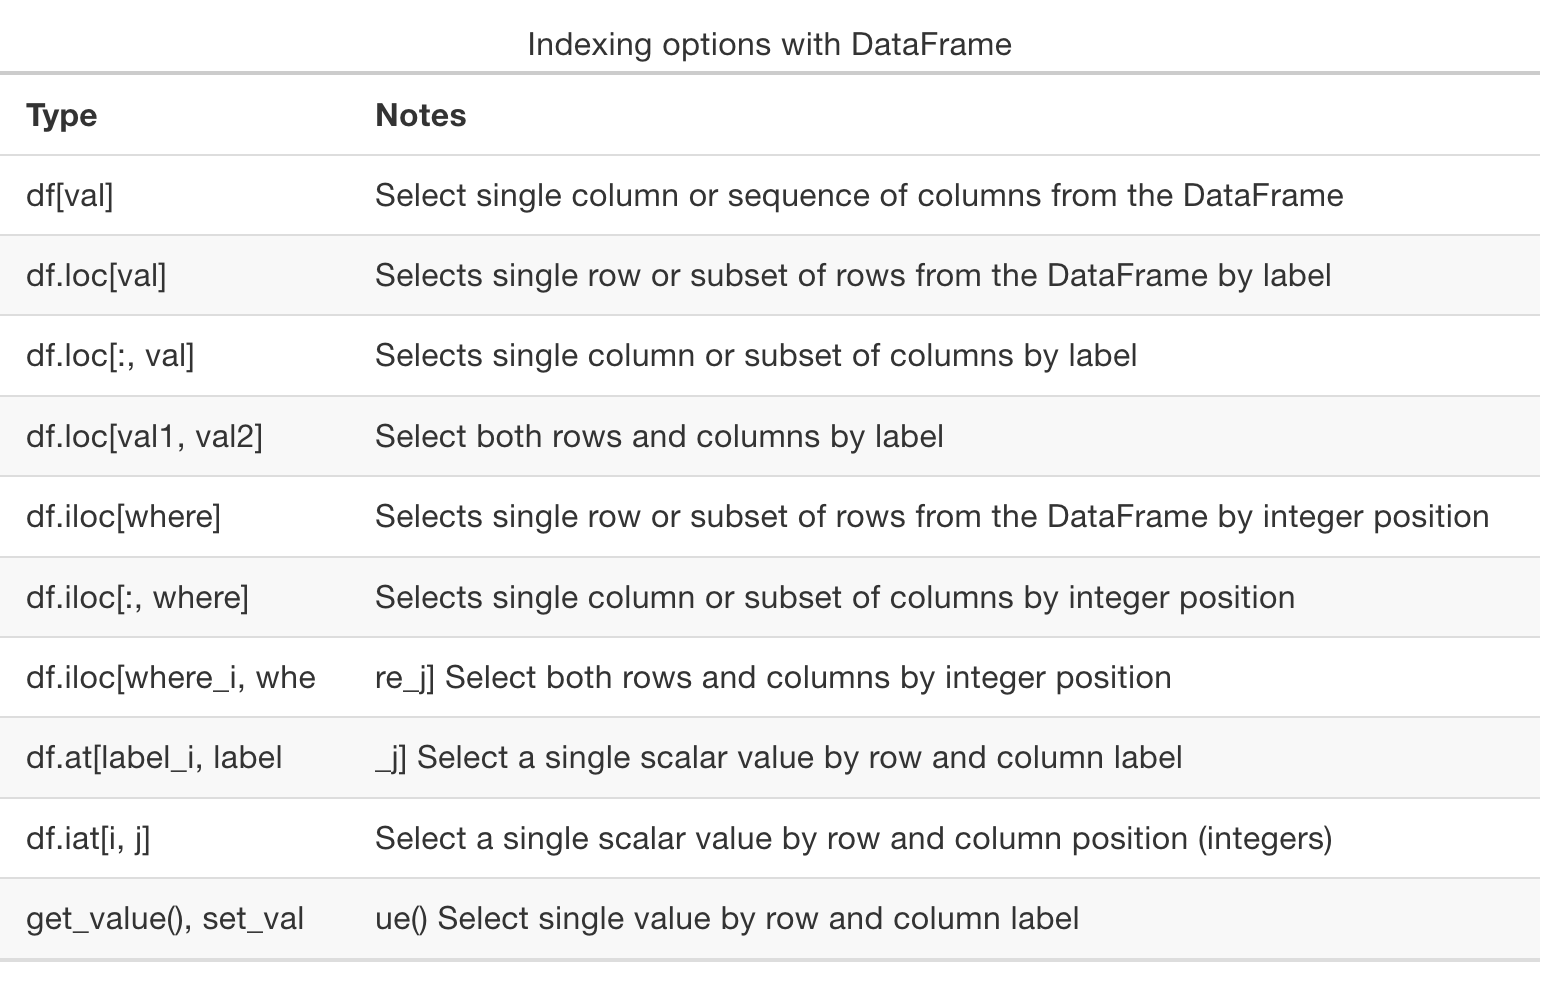 Indexing options with DataFrame
Type Notes
df[val] Select single column or sequence of columns from the DataFrame
df.loc[val] Selects single row or subset of rows from the DataFrame by label
df.loc[:, val] Selects single column or subset of columns by label
df.loc[val1, val2] Select both rows and columns by label
df.iloc[where] Selects single row or subset of rows from the DataFrame by integer position
df.iloc[:, where] Selects single column or subset of columns by integer position
df.iloc[where_i, whe re_j] Select both rows and columns by integer position
df.at[label_i, label _j] Select a single scalar value by row and column label
df.iat[i, j] Select a single scalar value by row and column position (integers)
get_value(), set_val ue() Select single value by row and column label